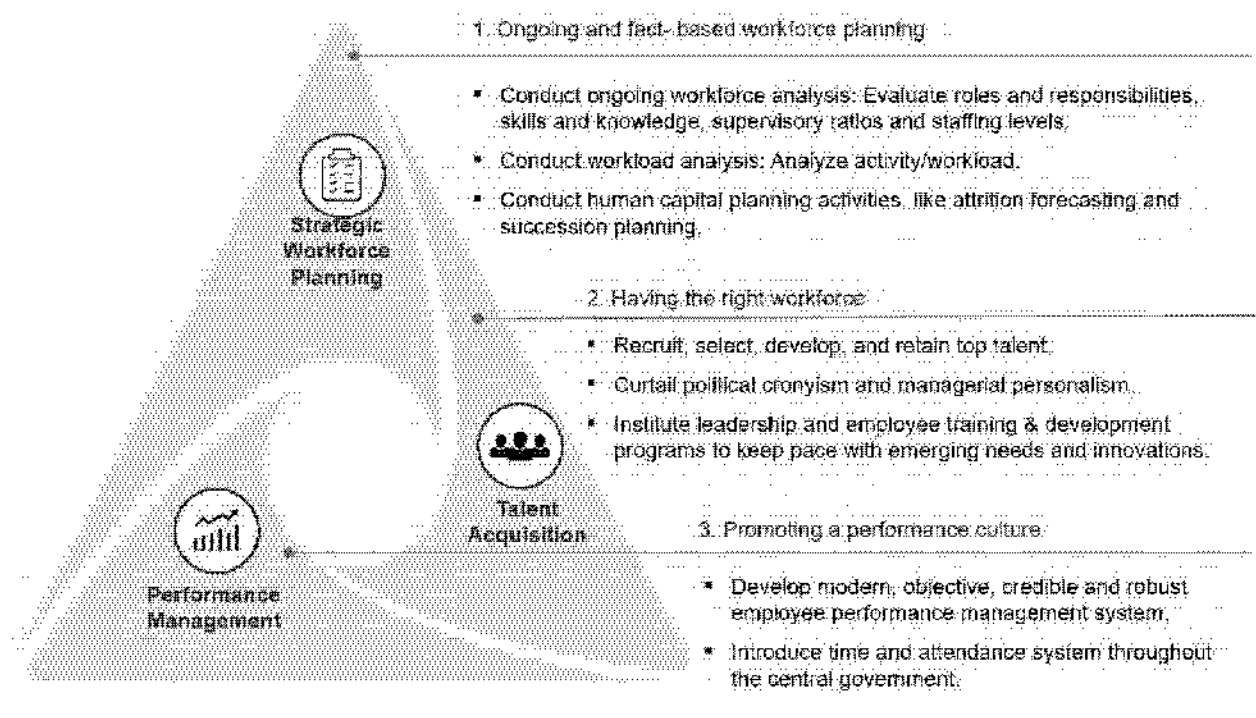 1. Ongoing and fact- based workforce planning
▪ Conduct ongoing workforce analysis: Evaluate roles and responsibilities,
skills and knowledge, supervisory ratios and staffing levels.
▪ Conduct workload analysis: Analyze activity/workload.
▪ Conduct human capital planning activities, like attrition forecasting and
succession planning.
Strategic
Workforce
Planning
2. Having the right workforce
▪ Recruit, select, develop, and retain top talent.
▪ Curtail political cronyism and managerial personalism.
▪ Institute leadership and employee training & development
programs to keep pace with emerging needs and innovations.
Talent
Acquisition
3. Promoting a performance culture
▪ Develop modern, objective, credible and robust
employee performance management system.
▪ Introduce time and attendance system throughout
the central government.
Performance
Management